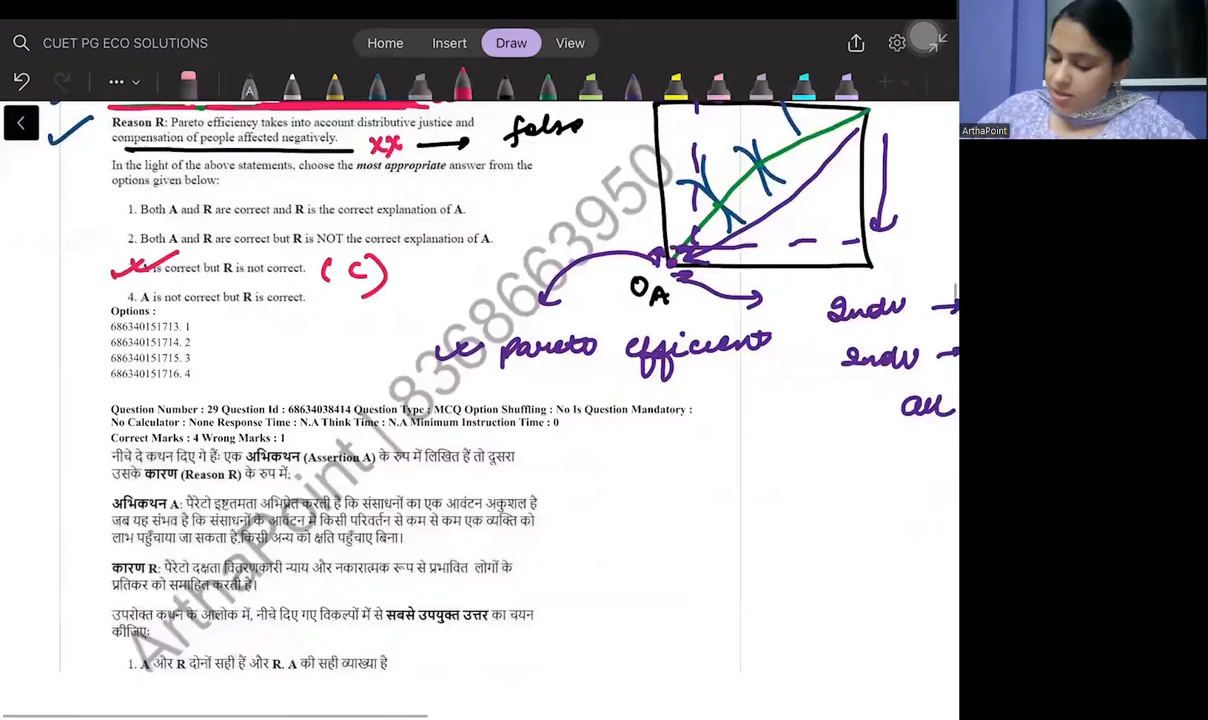 CUET PG ECO SOLUTIONS
Home Insert Draw View
A
ArthaPoint
Reason R: Pareto efficiency takes into account distributive justice and
compensation of people affected negatively.
xx → false
In the light of the above statements, choose the most appropriate answer from the
options given below:
1. Both A and R are correct and R is the correct explanation of A.
2. Both A and R are correct but R is NOT the correct explanation of A.
is correct but R is not correct. (C)
4. A is not correct but R is correct.
Options :
686340151713. 1
686340151714. 2
686340151715. 3
686340151716. 4
OA
Pareto efficient
Indv →
Indv →
all
Question Number : 29 Question Id : 68634038414 Question Type : MCQ Option Shuffling : No Is Question Mandatory :
No Calculator : None Response Time : N.A Think Time : N.A Minimum Instruction Time : 0
Correct Marks : 4 Wrong Marks : 1
नीचे दे कथन दिए गे हैं: एक अभिकथन (Assertion A) के रुप में लिखित हैं तो दूसरा
उसके कारण (Reason R) के रुप में;
अभिकथन A: पैरेटो इष्टतमता अभिप्रेत करती है कि संसाधनों का एक आवंटन अकुशल है
जब यह संभव है कि संसाधनों के आवंटन में किसी परिवर्तन से कम से कम एक व्यक्ति को
लाभ पहुँचाया जा सकता है,किसी अन्य को क्षति पहुँचाए बिना।
कारण R: पैरेटो दक्षता वितरणकारी न्याय और नकारात्मक रूप से प्रभावित लोगों के
प्रतिकर को समाहित करती है।
उपरोक्त कथन के आलोक में, नीचे दिए गए विकल्पों में से सबसे उपयुक्त उत्तर का चयन
कीजिए:
1. A और R दोनों सही हैं और R, A की सही व्याख्या है
ArthaPoint | 8368663950